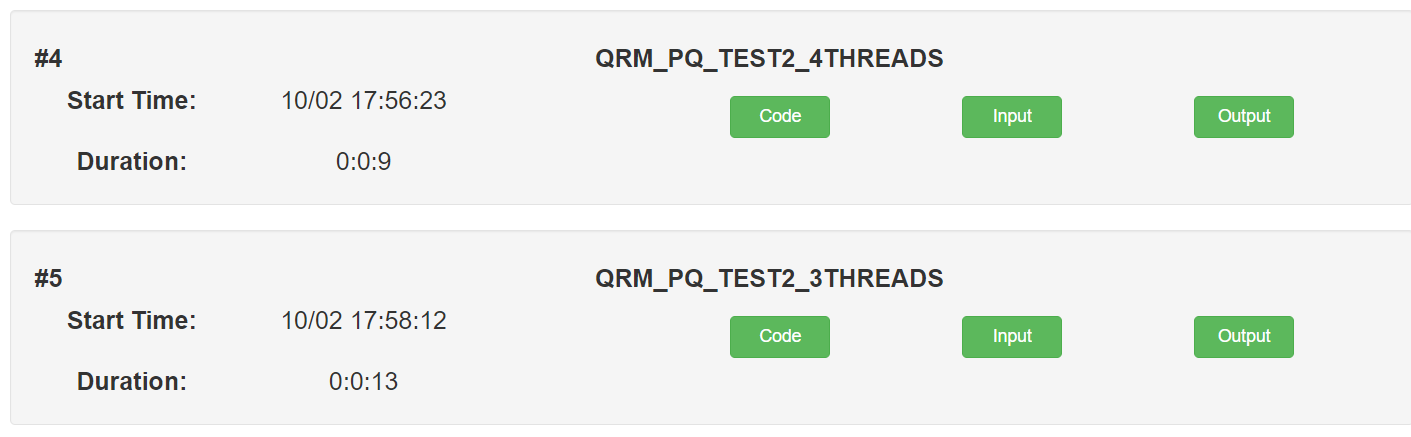 #4 QRM_PQ_TEST2_4THREADS
Start Time: 10/02 17:56:23 Code Input Output
Duration: 0:0:9
#5 QRM_PQ_TEST2_3THREADS
Start Time: 10/02 17:58:12 Code Input Output
Duration: 0:0:13